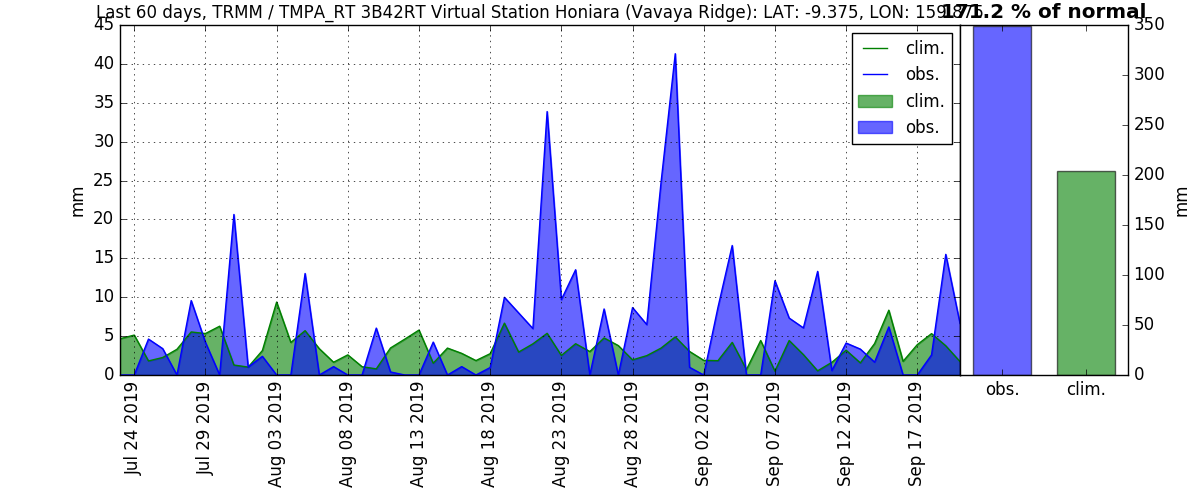 Last 60 days, TRMM / TMPA_RT 3B42RT Virtual Station Honiara (Vavaya Ridge): LAT: -9.375, LON: 159.875
171.2 % of normal
45
40
35
30
25
20
15
10
5
0
mm
clim.
obs.
clim.
obs.
350
300
250
200
150
100
50
0
mm
Jul 24 2019
Jul 29 2019
Aug 03 2019
Aug 08 2019
Aug 13 2019
Aug 18 2019
Aug 23 2019
Aug 28 2019
Sep 02 2019
Sep 07 2019
Sep 12 2019
Sep 17 2019
obs.
clim.